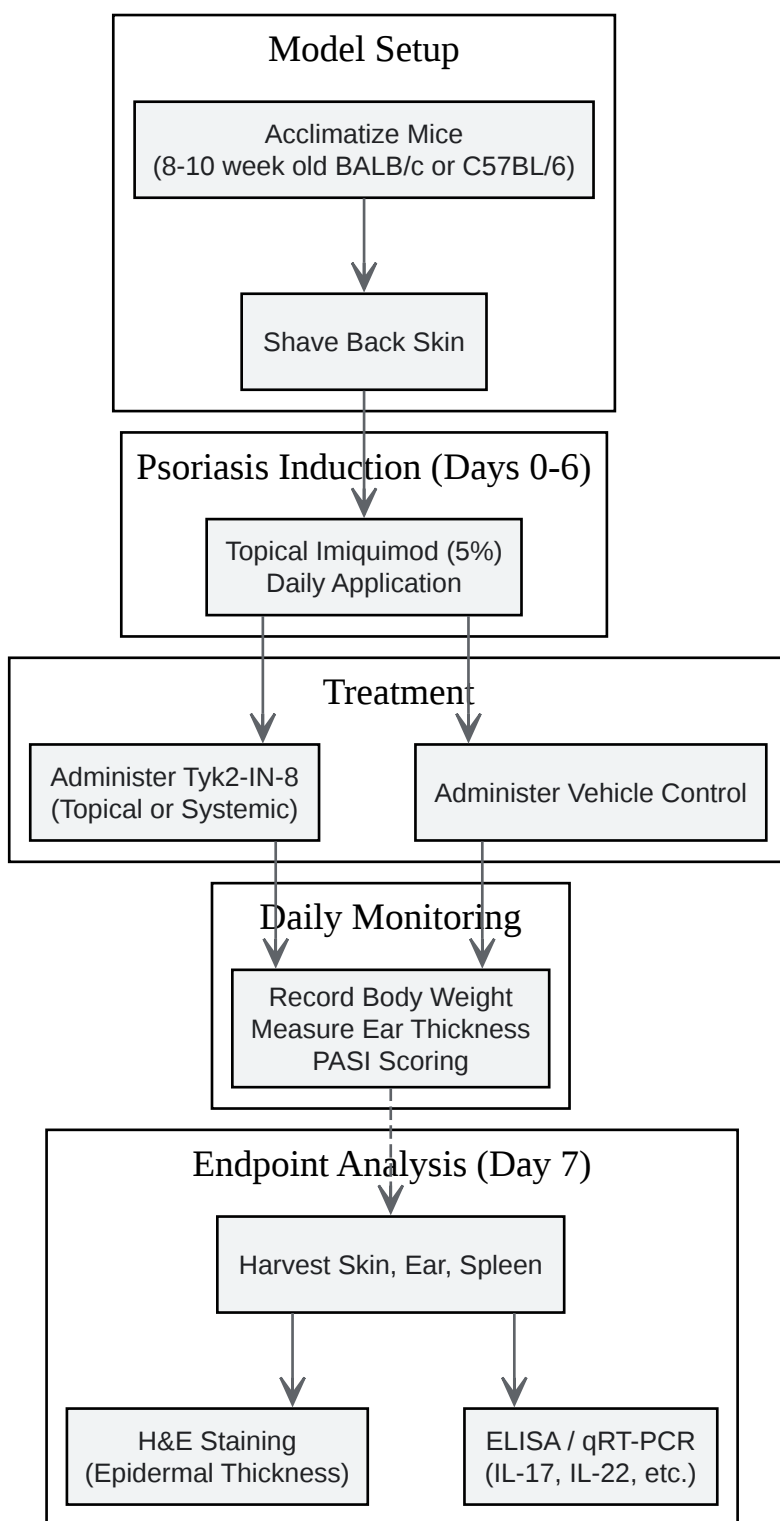 Model Setup
Acclimatize Mice
(8-10 week old BALB/c or C57BL/6)
Shave Back Skin
Psoriasis Induction (Days 0-6)
Topical Imiquimod (5%)
Daily Application
Treatment
Administer Tyk2-IN-8
(Topical or Systemic)
Administer Vehicle Control
Daily Monitoring
Record Body Weight
Measure Ear Thickness
PASI Scoring
Endpoint Analysis (Day 7)
Harvest Skin, Ear, Spleen
H&E Staining
(Epidermal Thickness)
ELISA / qRT-PCR
(IL-17, IL-22, etc.)